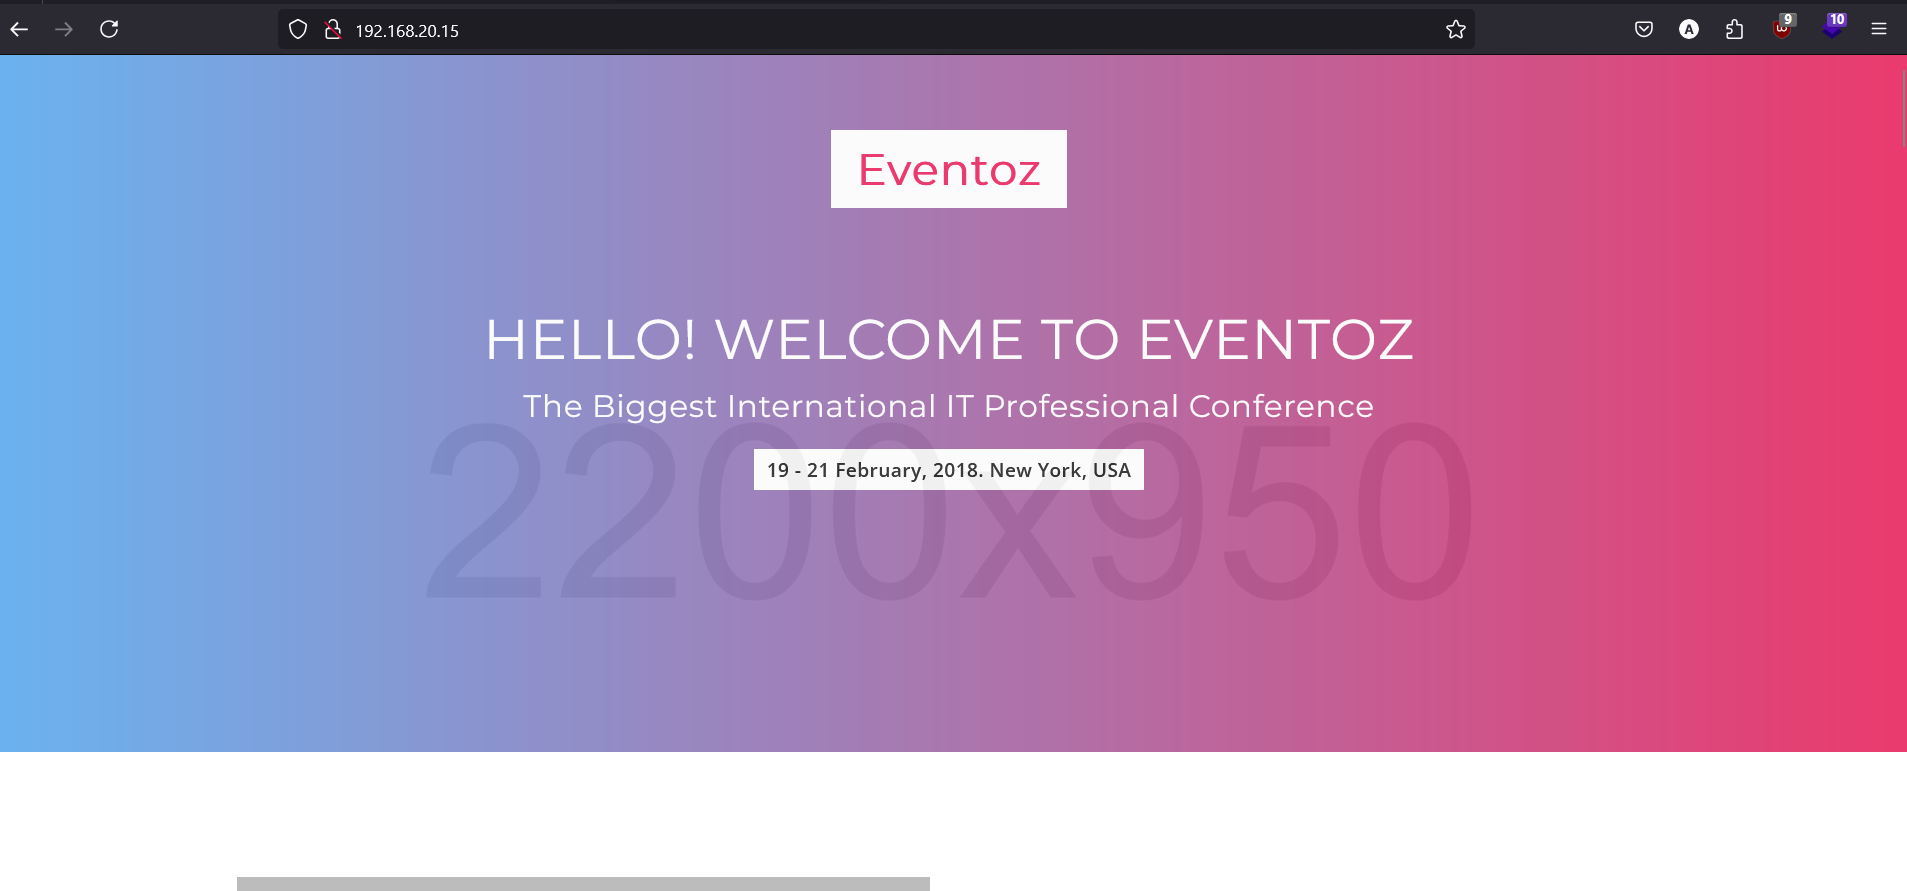 192.168.20.15
9
10
A
Eventoz
HELLO! WELCOME TO EVENTOZ
The Biggest International IT Professional Conference
19 - 21 February, 2018. New York, USA
2200x950